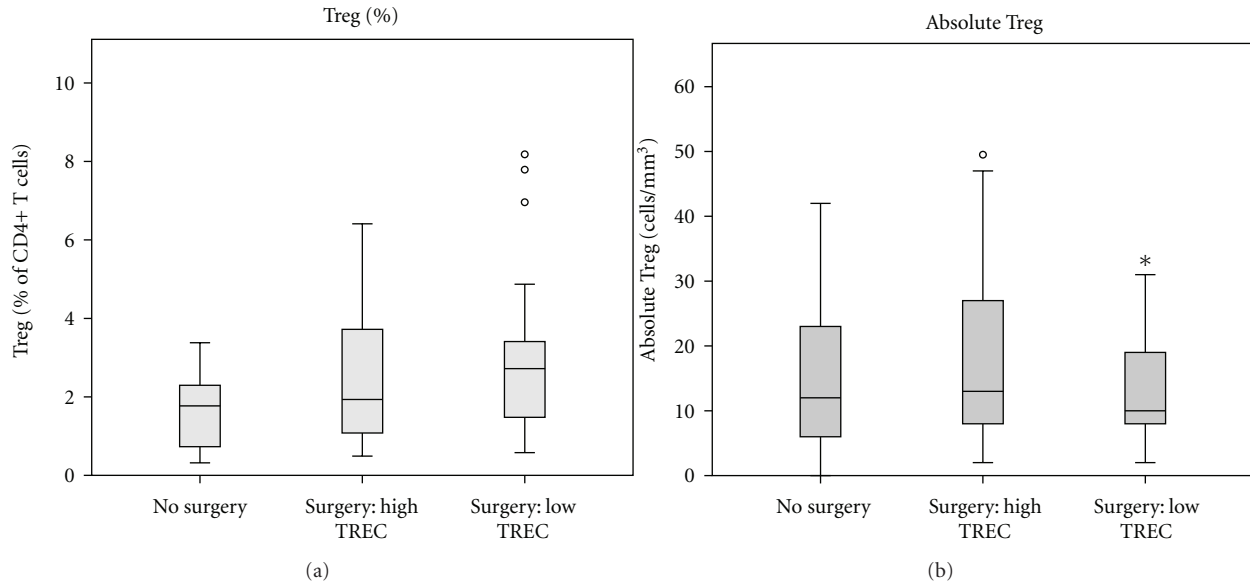 Treg (%)
Treg (% of CD4+ T cells)
10
8
6
4
2
0
No surgery
Surgery: high
TREC
Surgery: low
TREC
(a)
Absolute Treg
Absolute Treg (cells/mm³)
60
50
40
30
20
10
0
*
No surgery
Surgery: high
TREC
Surgery: low
TREC
(b)